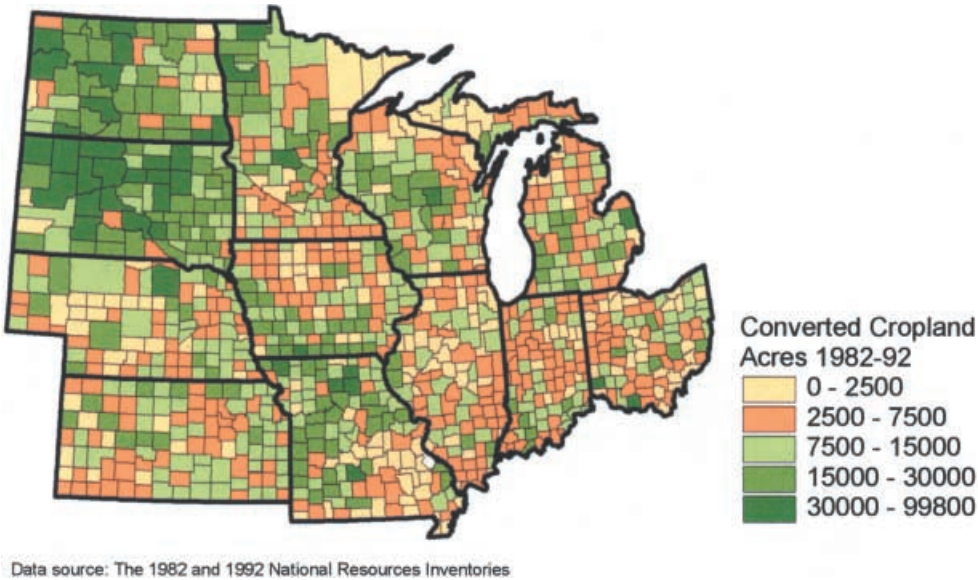 Converted Cropland
Acres 1982-92
0 - 2500
2500 - 7500
7500 - 15000
15000 - 30000
30000 - 99800
Data source: The 1982 and 1992 National Resources Inventories